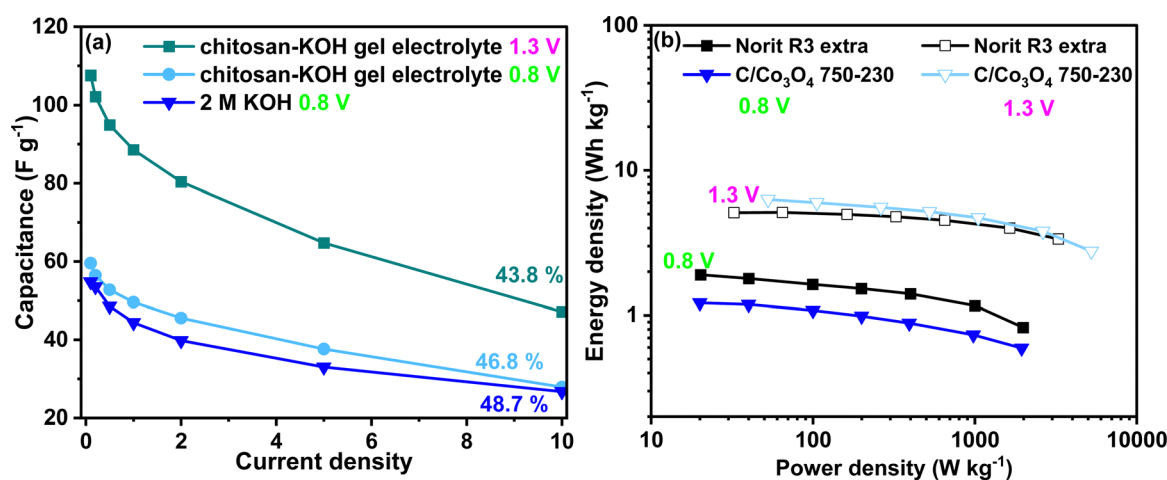 (a)
chitosan-KOH gel electrolyte 1.3 V
chitosan-KOH gel electrolyte 0.8 V
2 M KOH 0.8 V
120
100
80
60
40
20
Capacitance (F g⁻¹)
43.8 %
46.8 %
48.7 %
0 2 4 6 8 10
Current density
(b)
Norit R3 extra Norit R3 extra
C/Co₃O₄ 750-230 C/Co₃O₄ 750-230
0.8 V 1.3 V
100
10
1
Energy density (Wh kg⁻¹)
1.3 V
0.8 V
10 100 1000 10000
Power density (W kg⁻¹)